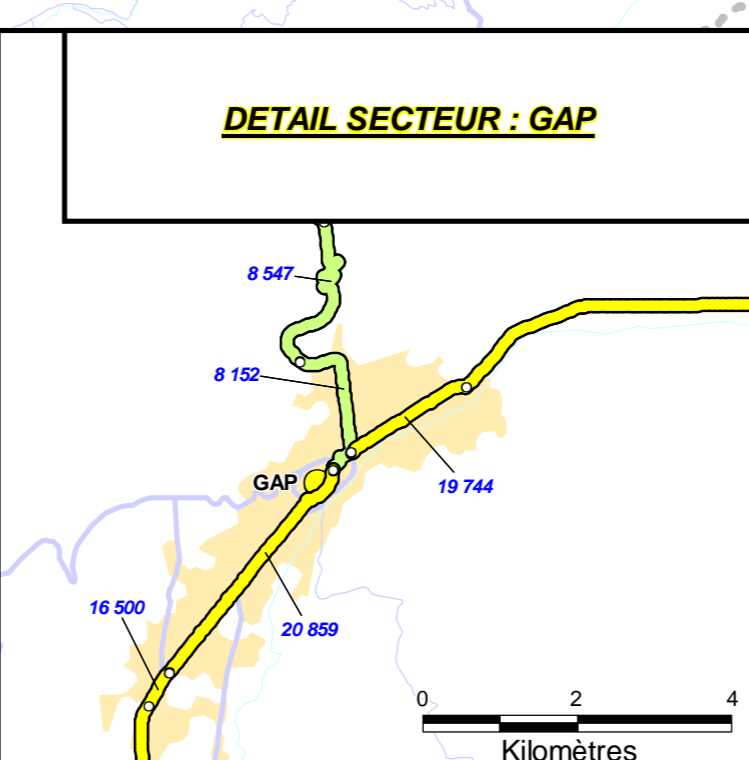 DETAIL SECTEUR : GAP
8 547
8 152
19 744
GAP
16 500
20 859
0 2 4
Kilomètres